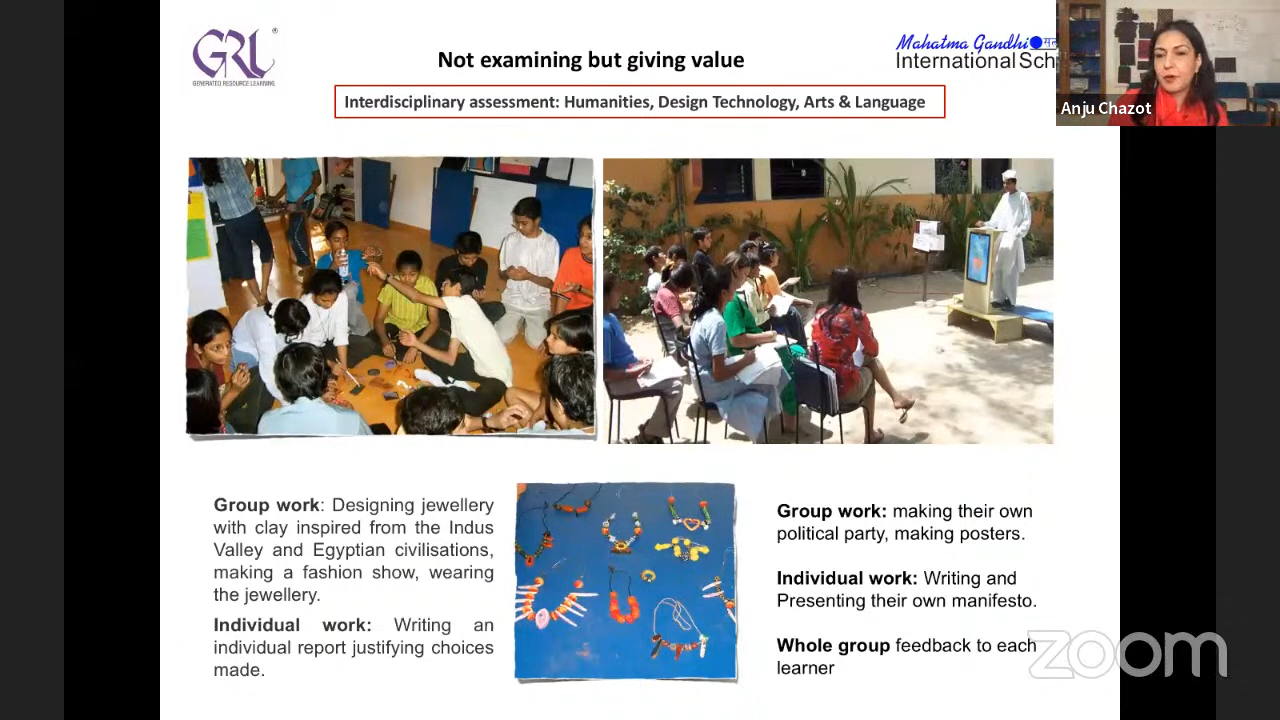 GRL
®
GENERATED RESOURCE LEARNING
Not examining but giving value
Mahatma Gandhi
International Sch
Anju Chazot
Interdisciplinary assessment: Humanities, Design Technology, Arts & Language
Group work: Designing jewellery
with clay inspired from the Indus
Valley and Egyptian civilisations,
making a fashion show, wearing
the jewellery.
Individual work: Writing an
individual report justifying choices
made.
Group work: making their own
political party, making posters.
Individual work: Writing and
Presenting their own manifesto.
Whole group feedback to each
learner
zoom